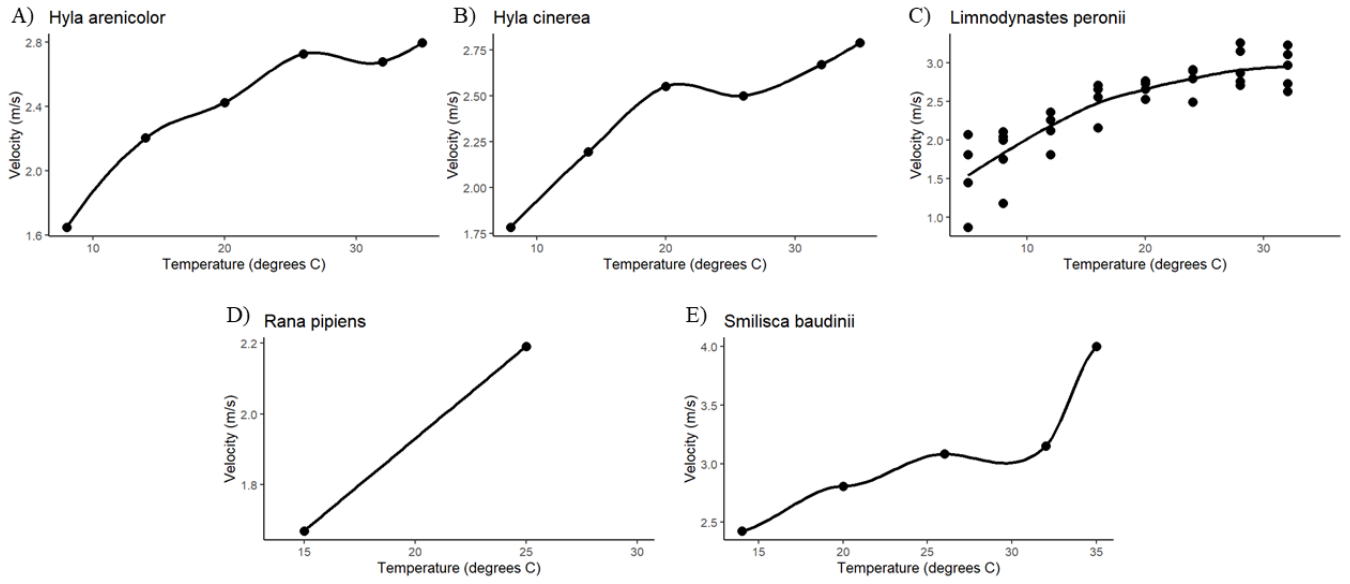 A) Hyla arenicolor
2.8
2.4
2.0
1.6
Velocity (m/s)
10 20 30
Temperature (degrees C)
B) Hyla cinerea
2.75
2.50
2.25
2.00
1.75
Velocity (m/s)
10 20 30
Temperature (degrees C)
C) Limnodynastes peronii
3.0
2.5
2.0
1.5
1.0
Velocity (m/s)
10 20 30
Temperature (degrees C)
D) Rana pipiens
2.2
2.0
1.8
Velocity (m/s)
15 20 25 30
Temperature (degrees C)
E) Smilisca baudinii
4.0
3.5
3.0
2.5
Velocity (m/s)
15 20 25 30 35
Temperature (degrees C)